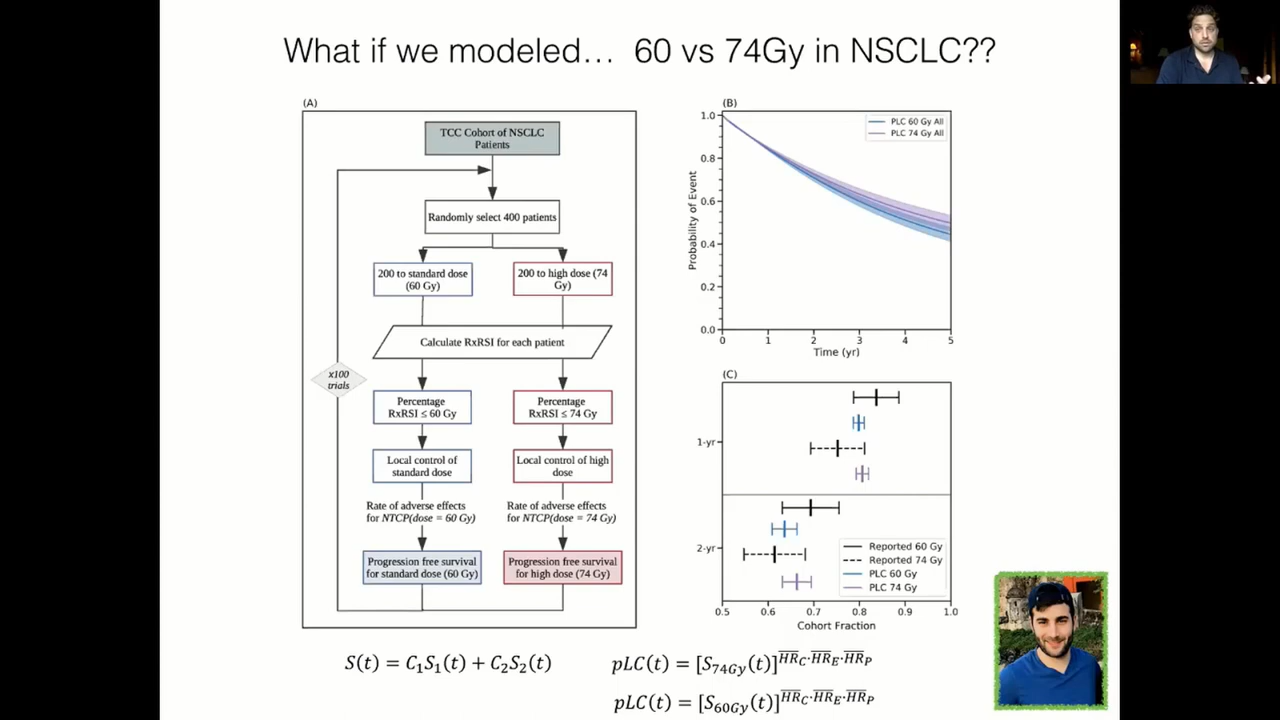 What if we modeled… 60 vs 74Gy in NSCLC??
(A)
TCC Cohort of NSCLC
Patients
Randomly select 400 patients
200 to standard dose
(60 Gy)
200 to high dose (74
Gy)
Calculate RxRSI for each patient
x100
trials
Percentage
RxRSI ≤ 60 Gy
Percentage
RxRSI ≤ 74 Gy
Local control of
standard dose
Local control of high
dose
Rate of adverse effects
for NTCP(dose = 60 Gy)
Rate of adverse effects
for NTCP(dose = 74 Gy)
Progression free survival
for standard dose (60 Gy)
Progression free survival
for high dose (74 Gy)
(B)
PLC 60 Gy All
PLC 74 Gy All
Probability of Event
1.0
0.8
0.6
0.4
0.2
0.0
0 1 2 3 4 5
Time (yr)
(C)
1-yr
2-yr
Reported 60 Gy
Reported 74 Gy
PLC 60 Gy
PLC 74 Gy
0.5 0.6 0.7 0.8 0.9 1.0
Cohort Fraction
S(t) = C₁S₁(t) + C₂S₂(t)
pLC(t) = [S₇₄Gy(t)]^H̅R̅_C·H̅R̅_E·H̅R̅_P
pLC(t) = [S₆₀Gy(t)]^H̅R̅_C·H̅R̅_E·H̅R̅_P